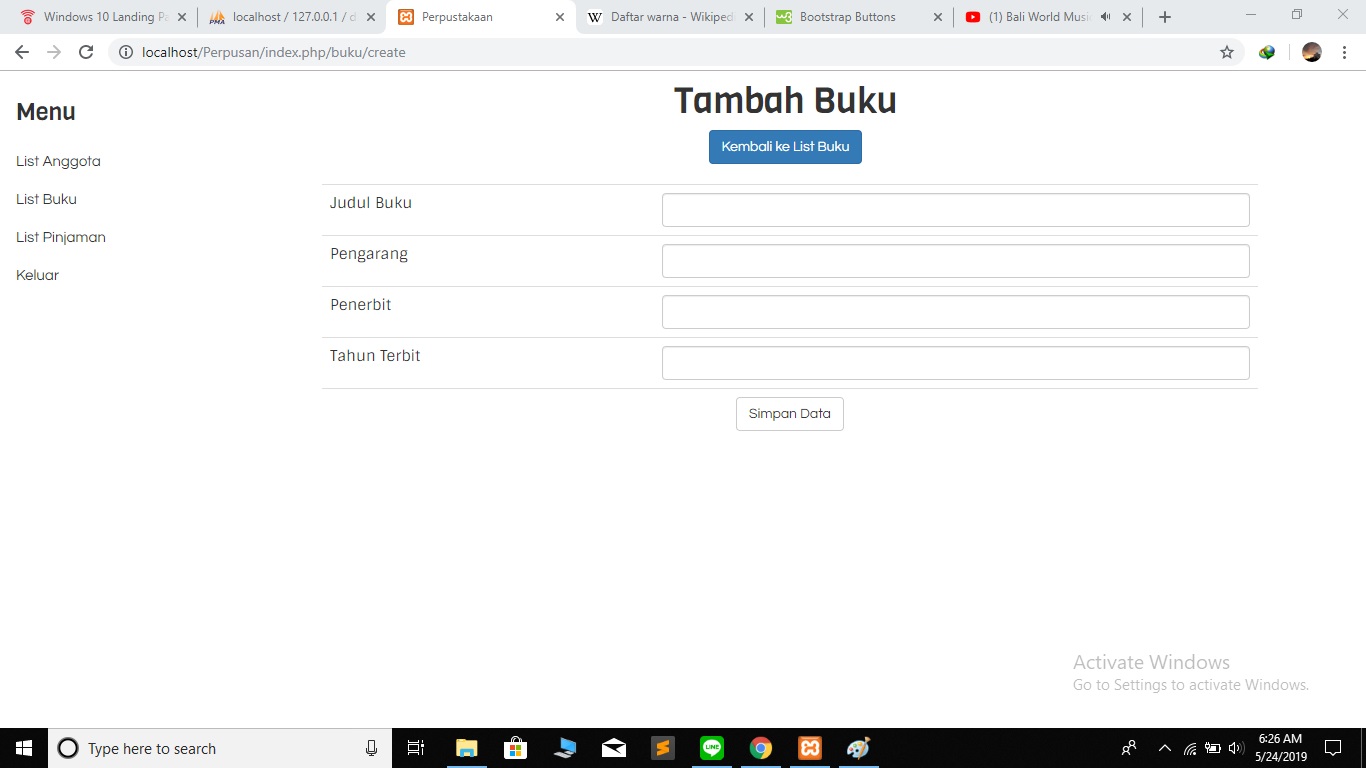 Windows 10 Landing Pa
localhost / 127.0.0.1 / d
Perpustakaan
Daftar warna - Wikiped
Bootstrap Buttons
(1) Bali World Musi
localhost/Perpusan/index.php/buku/create
Menu
List Anggota
List Buku
List Pinjaman
Keluar
Tambah Buku
Kembali ke List Buku
Judul Buku
Pengarang
Penerbit
Tahun Terbit
Simpan Data
Activate Windows
Go to Settings to activate Windows.
Type here to search
LINE
6:26 AM
5/24/2019